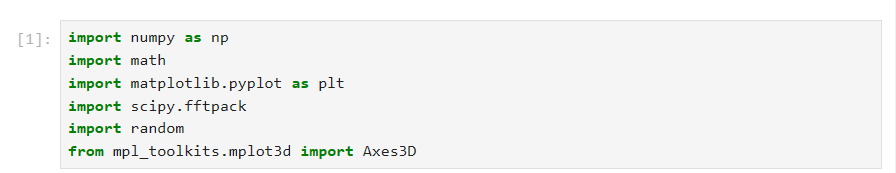 [1]: import numpy as np
import math
import matplotlib.pyplot as plt
import scipy.fftpack
import random
from mpl_toolkits.mplot3d import Axes3D